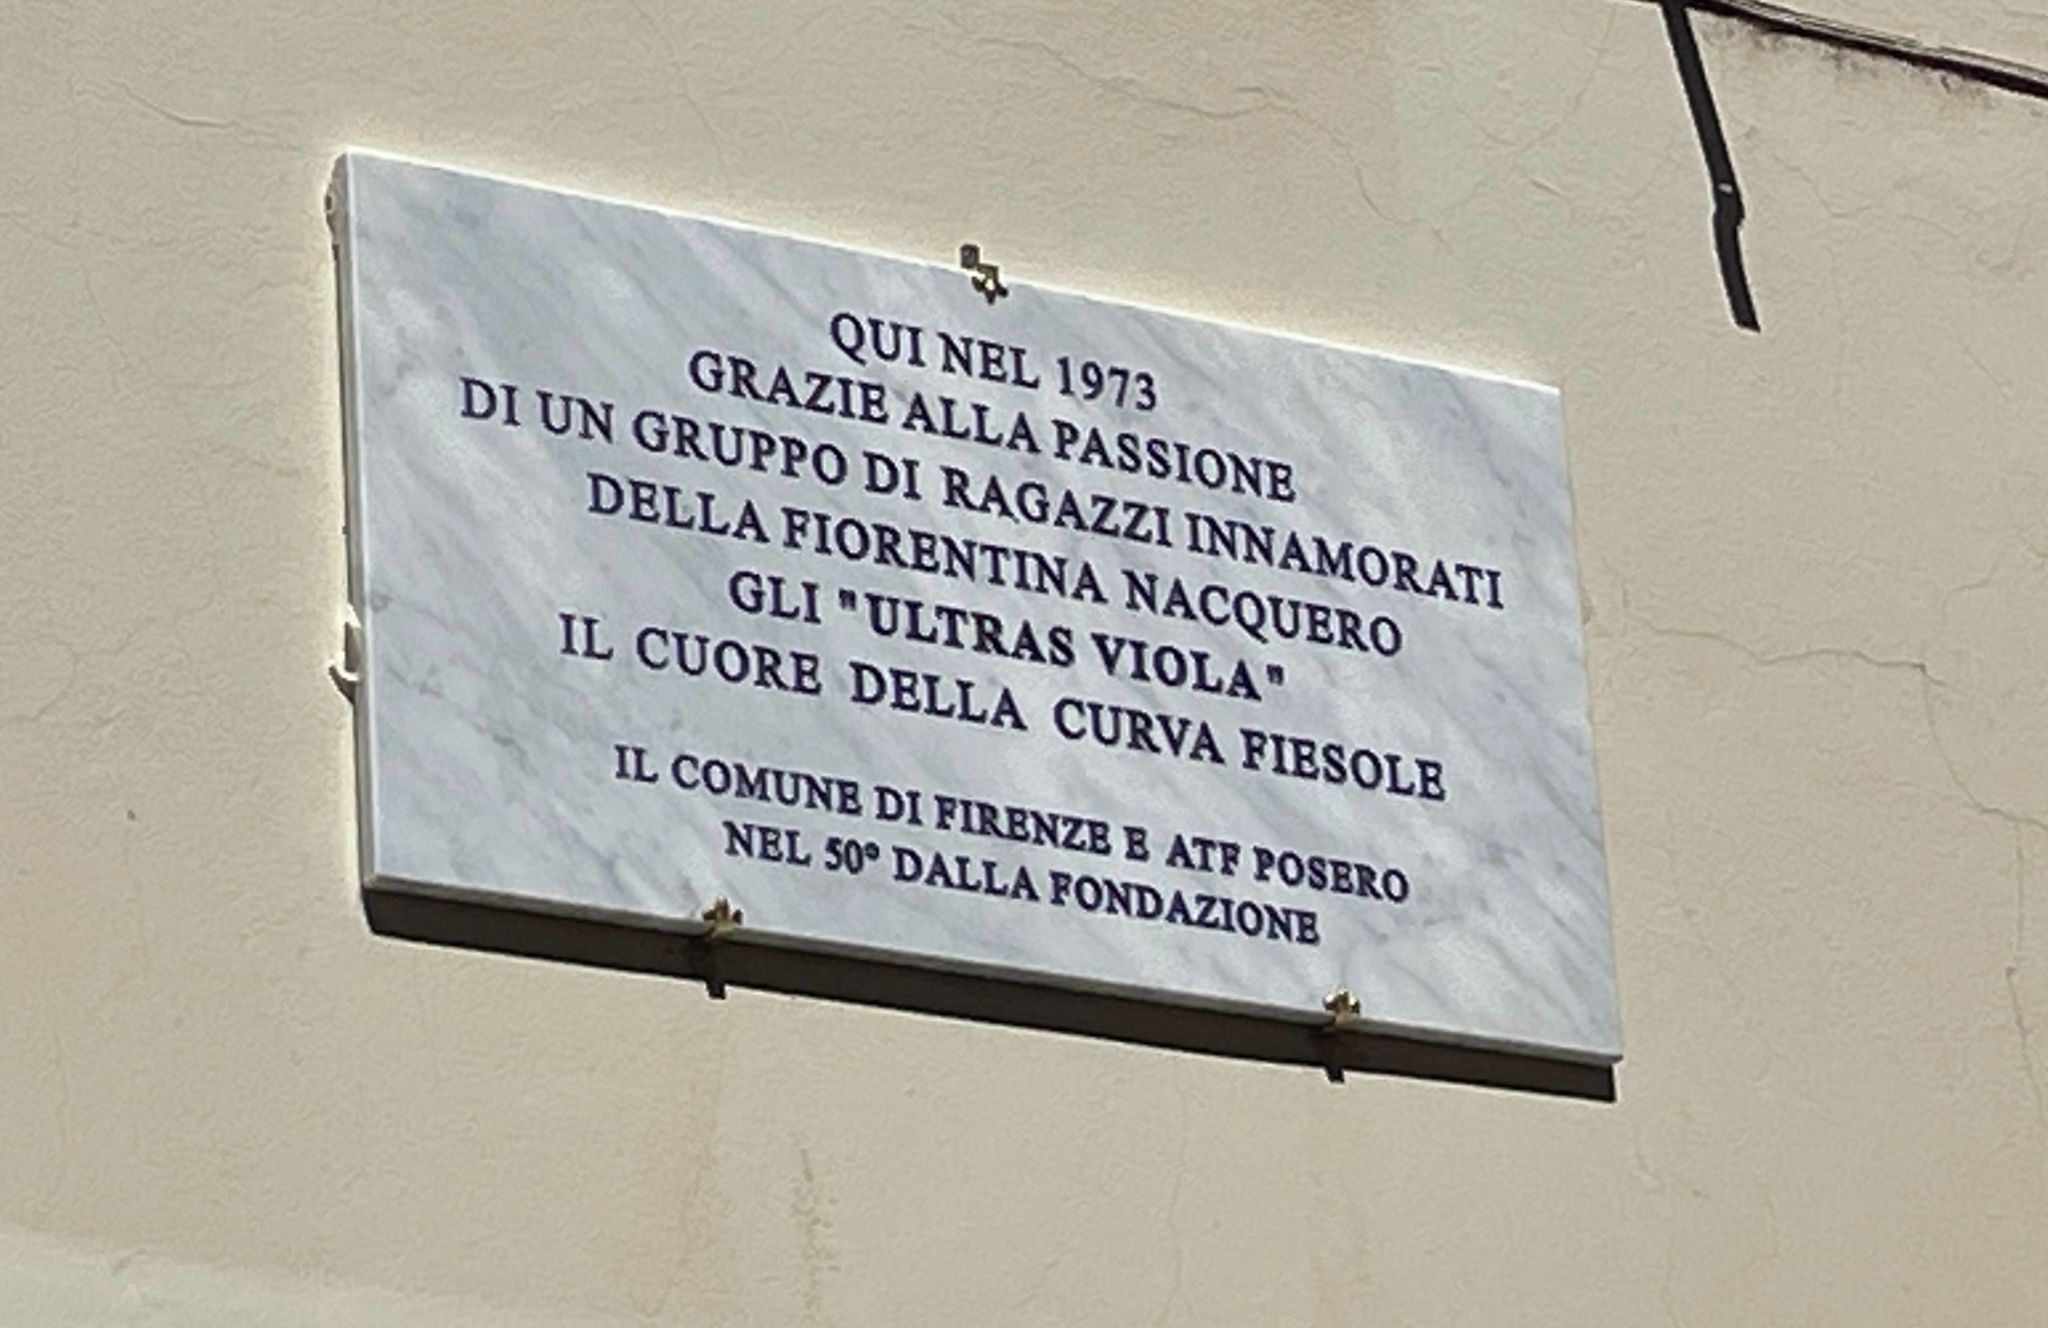 QUI NEL 1973
GRAZIE ALLA PASSIONE
DI UN GRUPPO DI RAGAZZI INNAMORATI
DELLA FIORENTINA NACQUERO
GLI "ULTRAS VIOLA"
IL CUORE DELLA CURVA FIESOLE
IL COMUNE DI FIRENZE E ATF POSERO
NEL 50° DALLA FONDAZIONE